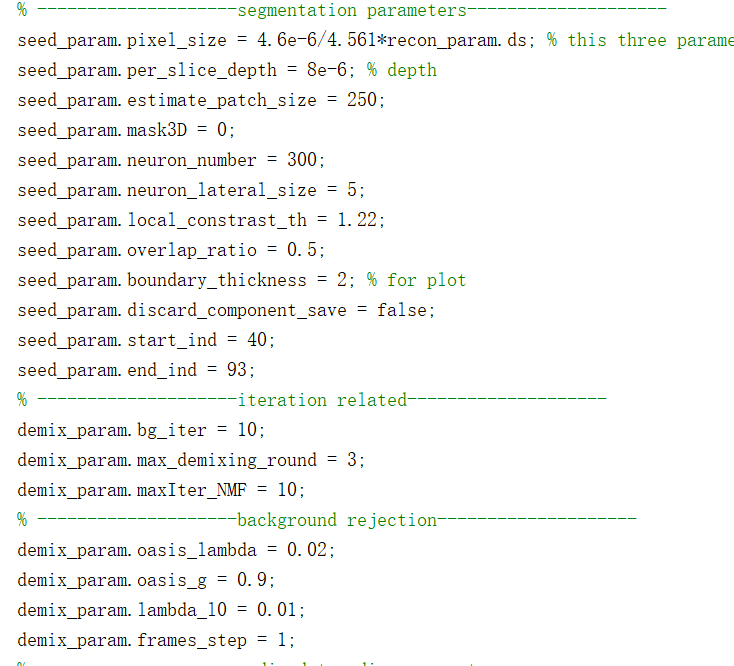 % --------------------segmentation parameters--------------------
seed_param.pixel_size = 4.6e-6/4.561*recon_param.ds; % this three parame
seed_param.per_slice_depth = 8e-6; % depth
seed_param.estimate_patch_size = 250;
seed_param.mask3D = 0;
seed_param.neuron_number = 300;
seed_param.neuron_lateral_size = 5;
seed_param.local_constrast_th = 1.22;
seed_param.overlap_ratio = 0.5;
seed_param.boundary_thickness = 2; % for plot
seed_param.discard_component_save = false;
seed_param.start_ind = 40;
seed_param.end_ind = 93;
% --------------------iteration related--------------------
demix_param.bg_iter = 10;
demix_param.max_demixing_round = 3;
demix_param.maxIter_NMF = 10;
% --------------------background rejection--------------------
demix_param.oasis_lambda = 0.02;
demix_param.oasis_g = 0.9;
demix_param.lambda_l0 = 0.01;
demix_param.frames_step = 1;